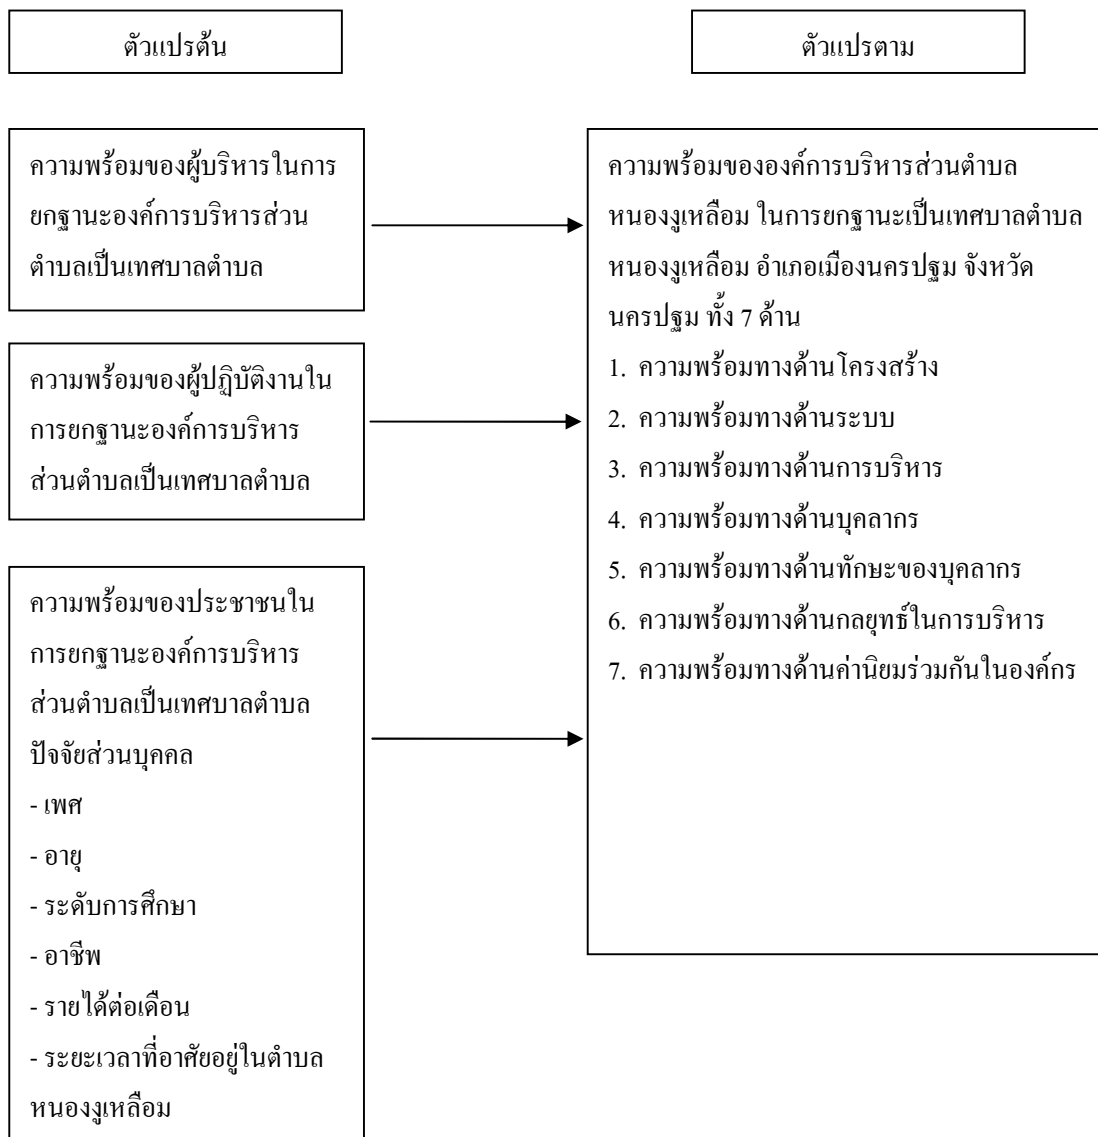 ตัวแปรต้น
ตัวแปรตาม
ความพร้อมของผู้บริหารในการ
ยกฐานะองค์การบริหารส่วน
ตำบลเป็นเทศบาลตำบล
ความพร้อมของผู้ปฏิบัติงานใน
การยกฐานะองค์การบริหาร
ส่วนตำบลเป็นเทศบาลตำบล
ความพร้อมของประชาชนใน
การยกฐานะองค์การบริหาร
ส่วนตำบลเป็นเทศบาลตำบล
ปัจจัยส่วนบุคคล
- เพศ
- อายุ
- ระดับการศึกษา
- อาชีพ
- รายได้ต่อเดือน
- ระยะเวลาที่อาศัยอยู่ในตำบล
หนองงูเหลือม
ความพร้อมขององค์การบริหารส่วนตำบล
หนองงูเหลือม ในการยกฐานะเป็นเทศบาลตำบล
หนองงูเหลือม อำเภอเมืองนครปฐม จังหวัด
นครปฐม ทั้ง 7 ด้าน
1. ความพร้อมทางด้านโครงสร้าง
2. ความพร้อมทางด้านระบบ
3. ความพร้อมทางด้านการบริหาร
4. ความพร้อมทางด้านบุคลากร
5. ความพร้อมทางด้านทักษะของบุคลากร
6. ความพร้อมทางด้านกลยุทธ์ในการบริหาร
7. ความพร้อมทางด้านค่านิยมร่วมกันในองค์กร